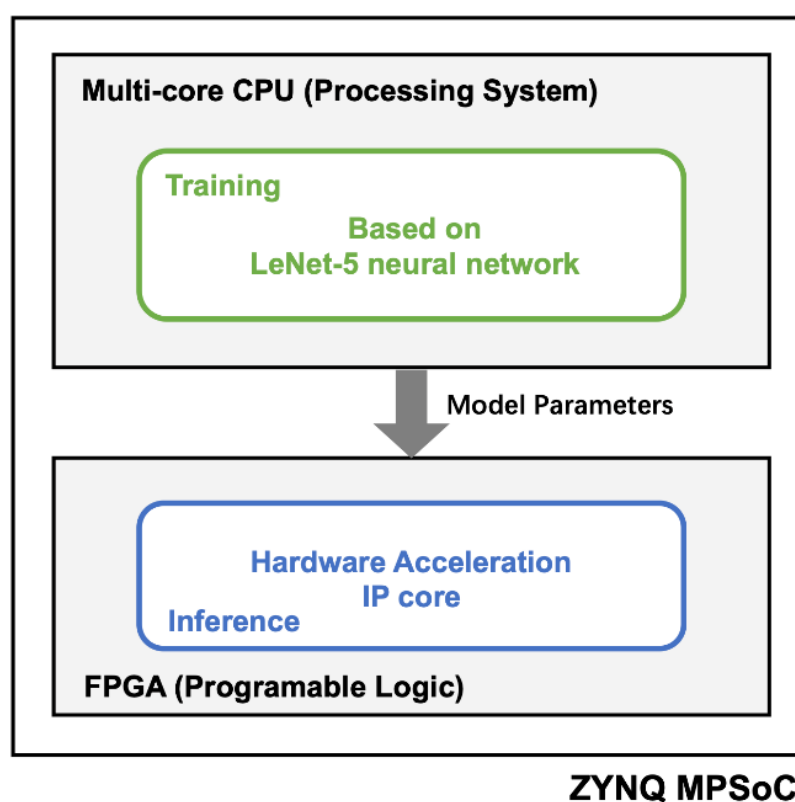 Multi-core CPU (Processing System)
Training
Based on
LeNet-5 neural network
Model Parameters
Hardware Acceleration
IP core
Inference
FPGA (Programable Logic)
ZYNQ MPSoC